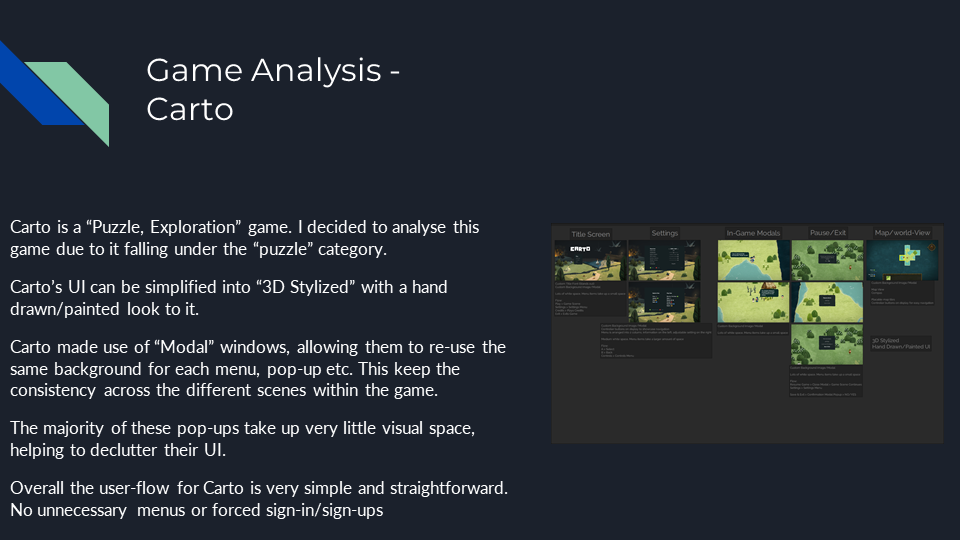 Game Analysis -
Carto
Carto is a “Puzzle, Exploration” game. I decided to analyse this
game due to it falling under the “puzzle” category.
Carto’s UI can be simplified into “3D Stylized” with a hand
drawn/painted look to it.
Carto made use of “Modal” windows, allowing them to re-use the
same background for each menu, pop-up etc. This keep the
consistency across the different scenes within the game.
The majority of these pop-ups take up very little visual space,
helping to declutter their UI.
Overall the user-flow for Carto is very simple and straightforward.
No unnecessary menus or forced sign-in/sign-ups
Title Screen
Settings
In-Game Modals
Pause/Exit
Map/world-View
CARTO
3D Stylized
Hand Drawn/Painted UI